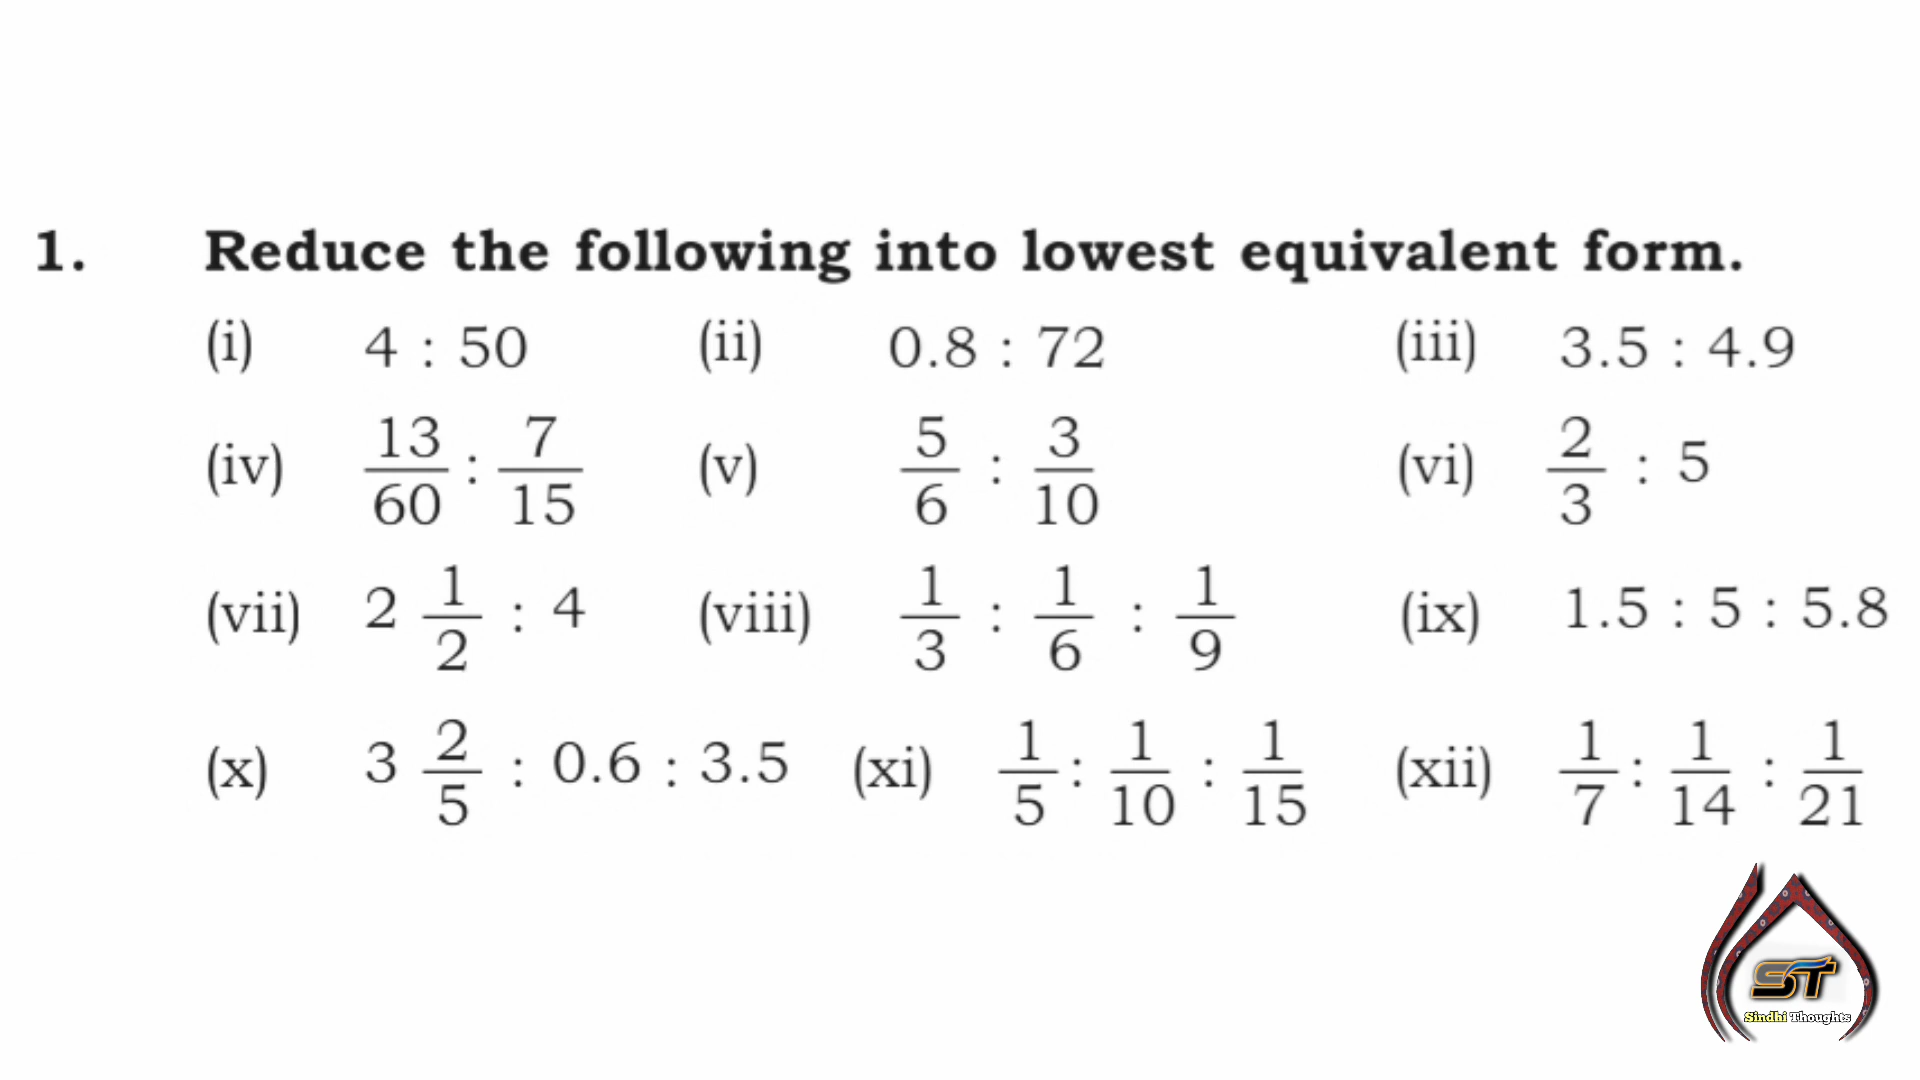 1. Reduce the following into lowest equivalent form.
(i) 4 : 50 (ii) 0.8 : 72 (iii) 3.5 : 4.9
(iv) 13/60 : 7/15 (v) 5/6 : 3/10 (vi) 2/3 : 5
(vii) 2 1/2 : 4 (viii) 1/3 : 1/6 : 1/9 (ix) 1.5 : 5 : 5.8
(x) 3 2/5 : 0.6 : 3.5 (xi) 1/5 : 1/10 : 1/15 (xii) 1/7 : 1/14 : 1/21
ST
Sindhi Thoughts